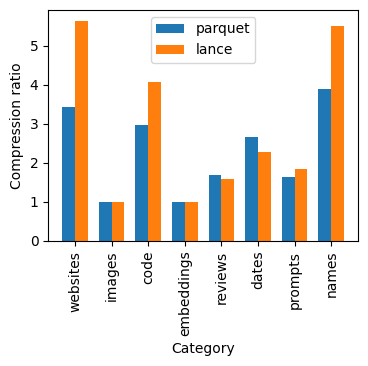 parquet
lance
Compression ratio
5
4
3
2
1
0
websites
images
code
embeddings
reviews
dates
prompts
names
Category